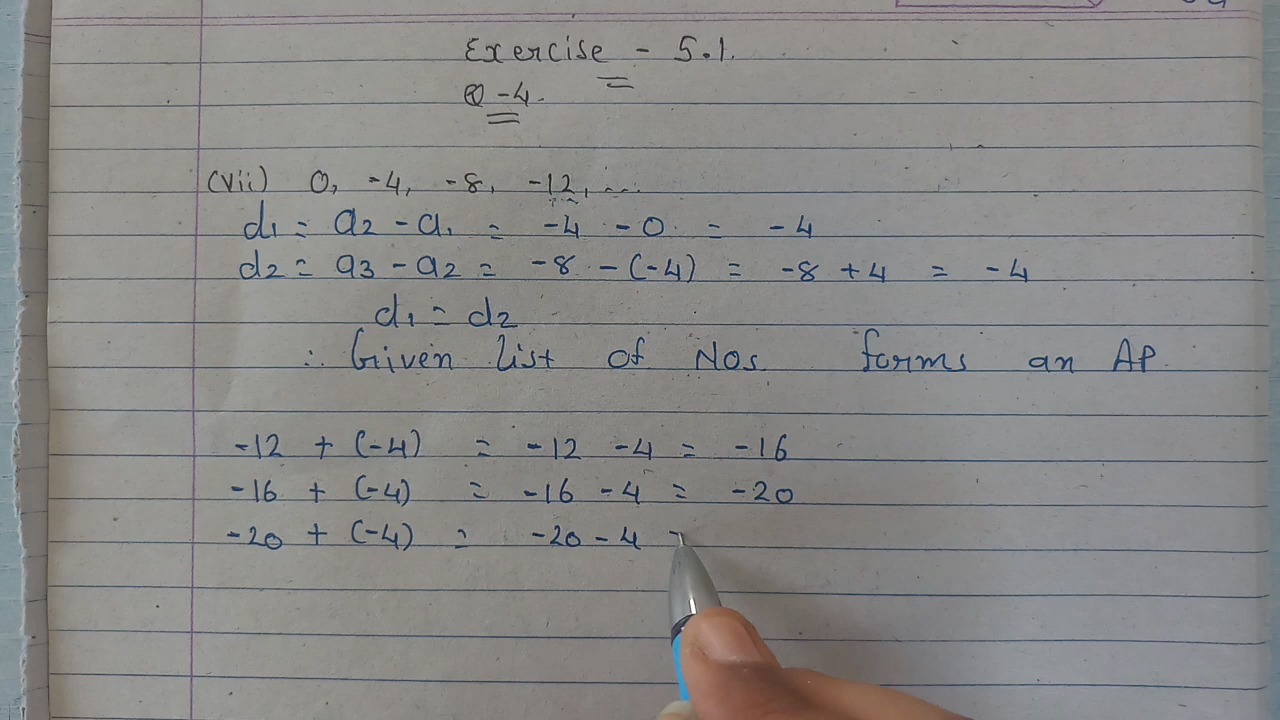 Exercise - 5.1.
Q-4.
(vii) 0, -4, -8, -12, ....
d1 = a2 - a1 = -4 - 0 = -4
d2 = a3 - a2 = -8 - (-4) = -8 + 4 = -4
d1 = d2
∴ Given list of Nos forms an AP.
-12 + (-4) = -12 - 4 = -16
-16 + (-4) = -16 - 4 = -20
-20 + (-4) = -20 - 4 =